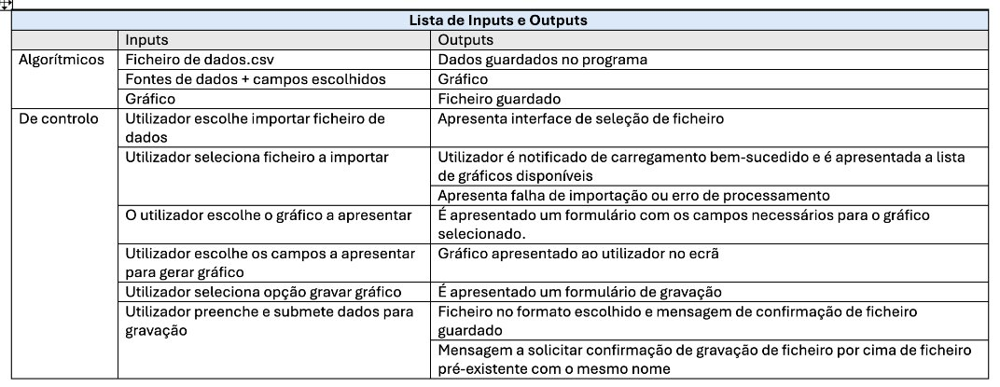 Lista de Inputs e Outputs
Inputs Outputs
Algorítmicos Ficheiro de dados.csv Dados guardados no programa
Fontes de dados + campos escolhidos Gráfico
Gráfico Ficheiro guardado
De controlo Utilizador escolhe importar ficheiro de Apresenta interface de seleção de ficheiro
dados
Utilizador seleciona ficheiro a importar Utilizador é notificado de carregamento bem-sucedido e é apresentada a lista
de gráficos disponíveis
Apresenta falha de importação ou erro de processamento
O utilizador escolhe o gráfico a apresentar É apresentado um formulário com os campos necessários para o gráfico
selecionado.
Utilizador escolhe os campos a apresentar Gráfico apresentado ao utilizador no ecrã
para gerar gráfico
Utilizador seleciona opção gravar gráfico É apresentado um formulário de gravação
Utilizador preenche e submete dados para Ficheiro no formato escolhido e mensagem de confirmação de ficheiro
gravação guardado
Mensagem a solicitar confirmação de gravação de ficheiro por cima de ficheiro
pré-existente com o mesmo nome